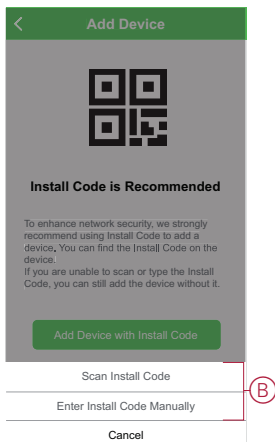 Add Device
Install Code is Recommended
To enhance network security, we strongly
recommend using Install Code to add a
device. You can find the Install Code on the
device.
If you are unable to scan or type the Install
Code, you can still add the device without it.
Add Device with Install Code
Scan Install Code
B
Enter Install Code Manually
Cancel